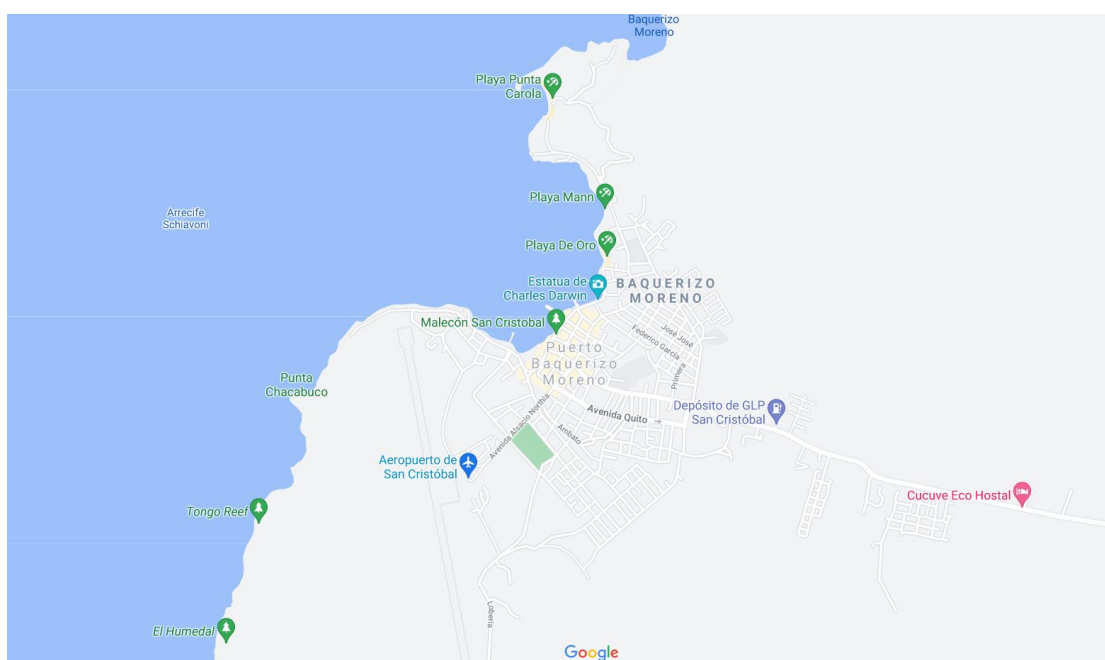 Baquerizo
Moreno
Playa Punta
Carola
Playa Mann
Arrecife
Schiavoni
Playa De Oro
Estatua de
Charles Darwin
BAQUERIZO
MORENO
Malecón San Cristobal
José José
Federico García
Puerto
Baquerizo
Moreno
Primera
Punta
Chacabuco
Avenida Alsacio Northia
Avenida Quito →
Depósito de GLP
San Cristóbal
Ambato
Aeropuerto de
San Cristóbal
Cucuve Eco Hostal
Tongo Reef
Lobería
El Humedal
Google